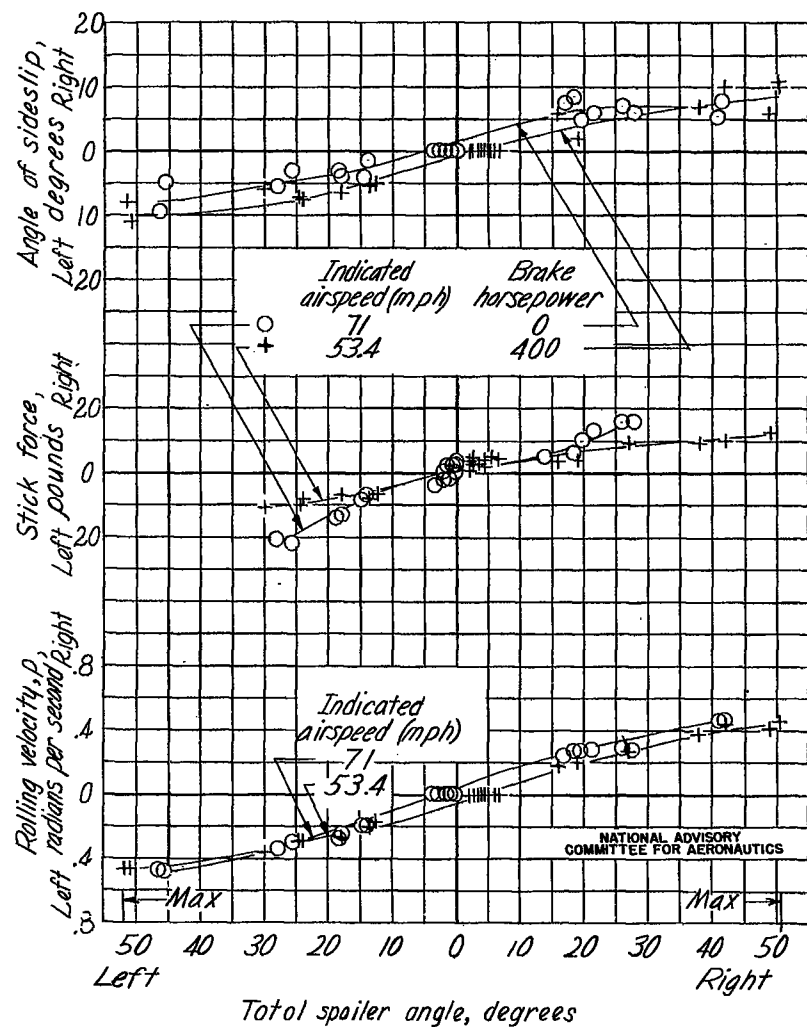 Angle of sideslip,
Left degrees Right
20
10
0
10
20
Indicated airspeed (mph)
Brake horsepower
○ 71 0
+ 53.4 400
Stick force,
Left pounds Right
20
0
20
Rolling velocity, p,
Left radians per second Right
.8
.4
0
.4
.8
Indicated
airspeed (mph)
71
53.4
NATIONAL ADVISORY
COMMITTEE FOR AERONAUTICS
Max Max
50 40 30 20 10 0 10 20 30 40 50
Left Right
Total spoiler angle, degrees